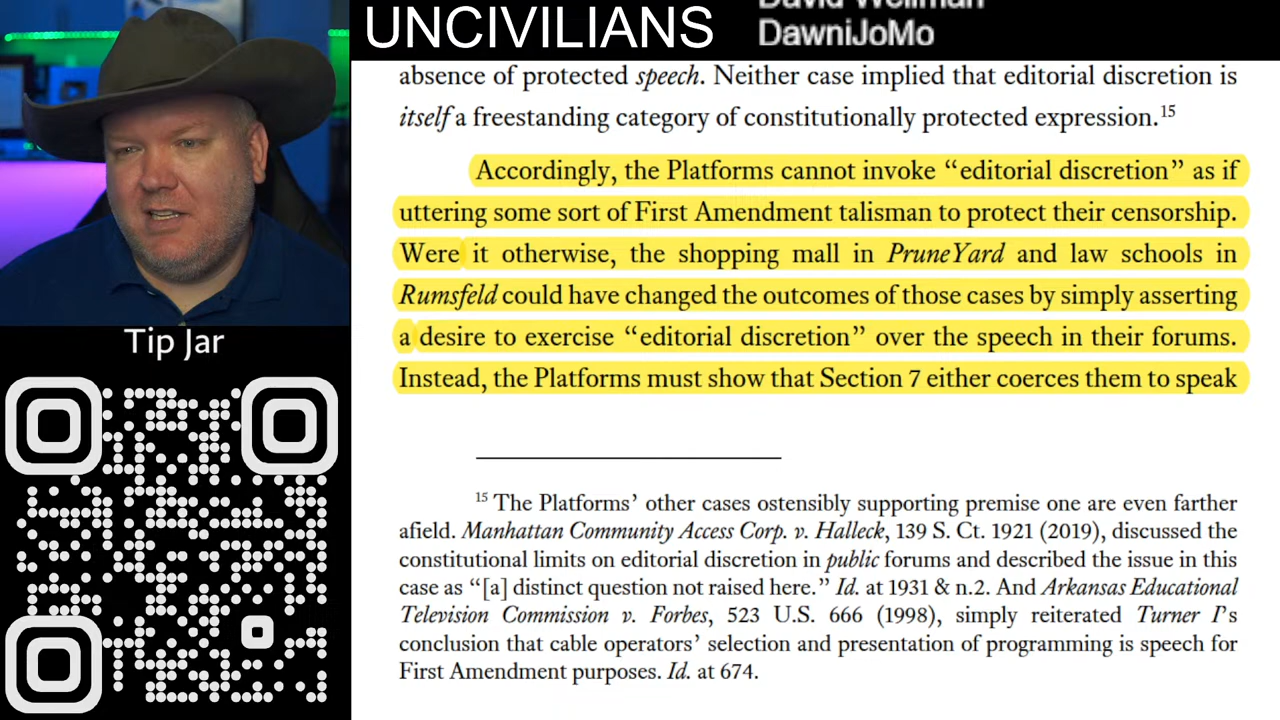 UNCIVILIANS
David Wellman
DawniJoMo
absence of protected speech. Neither case implied that editorial discretion is
itself a freestanding category of constitutionally protected expression.15
Accordingly, the Platforms cannot invoke “editorial discretion” as if
uttering some sort of First Amendment talisman to protect their censorship.
Were it otherwise, the shopping mall in PruneYard and law schools in
Rumsfeld could have changed the outcomes of those cases by simply asserting
a desire to exercise “editorial discretion” over the speech in their forums.
Instead, the Platforms must show that Section 7 either coerces them to speak
15 The Platforms’ other cases ostensibly supporting premise one are even farther
afield. Manhattan Community Access Corp. v. Halleck, 139 S. Ct. 1921 (2019), discussed the
constitutional limits on editorial discretion in public forums and described the issue in this
case as “[a] distinct question not raised here.” Id. at 1931 & n.2. And Arkansas Educational
Television Commission v. Forbes, 523 U.S. 666 (1998), simply reiterated Turner I’s
conclusion that cable operators’ selection and presentation of programming is speech for
First Amendment purposes. Id. at 674.
Tip Jar